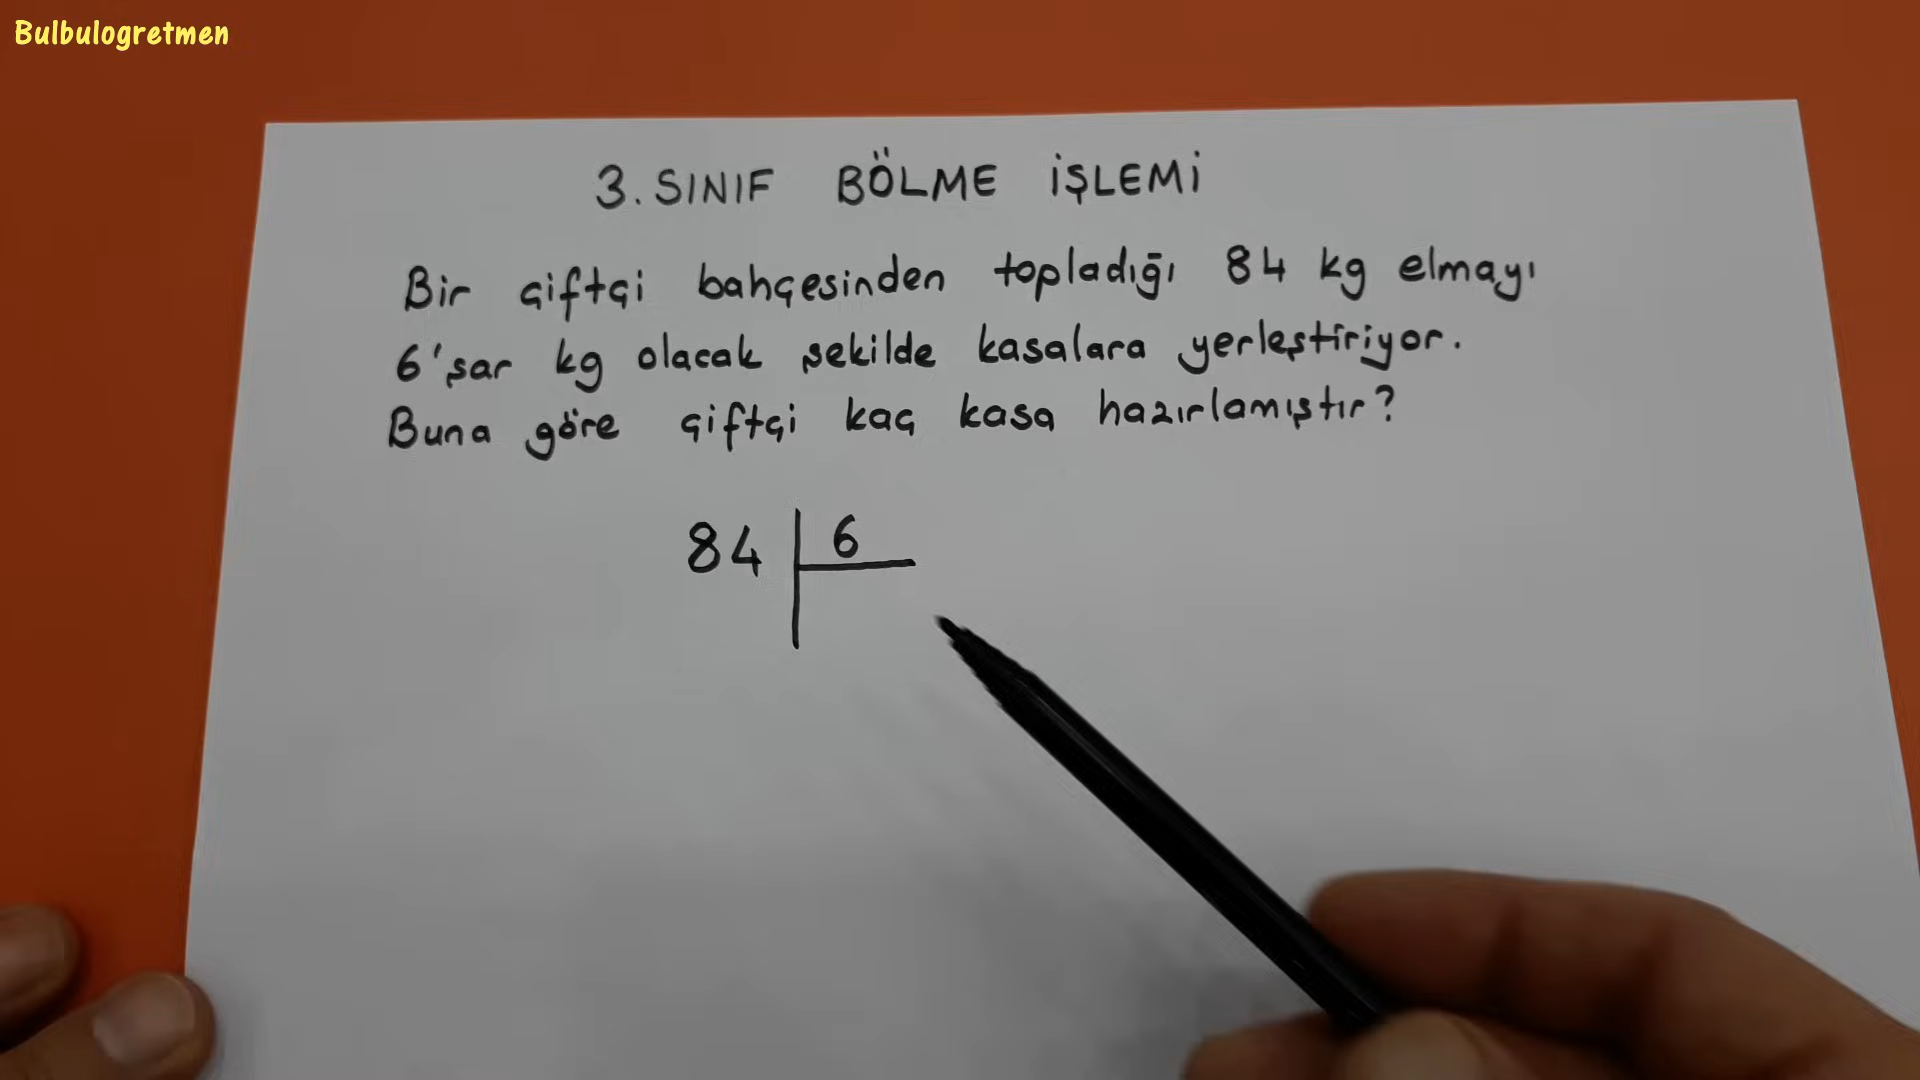 Bulbulogretmen
3. SINIF BÖLME İŞLEMİ
Bir çiftçi bahçesinden topladığı 84 kg elmayı
6'şar kg olacak şekilde kasalara yerleştiriyor.
Buna göre çiftçi kaç kasa hazırlamıştır?
84 6